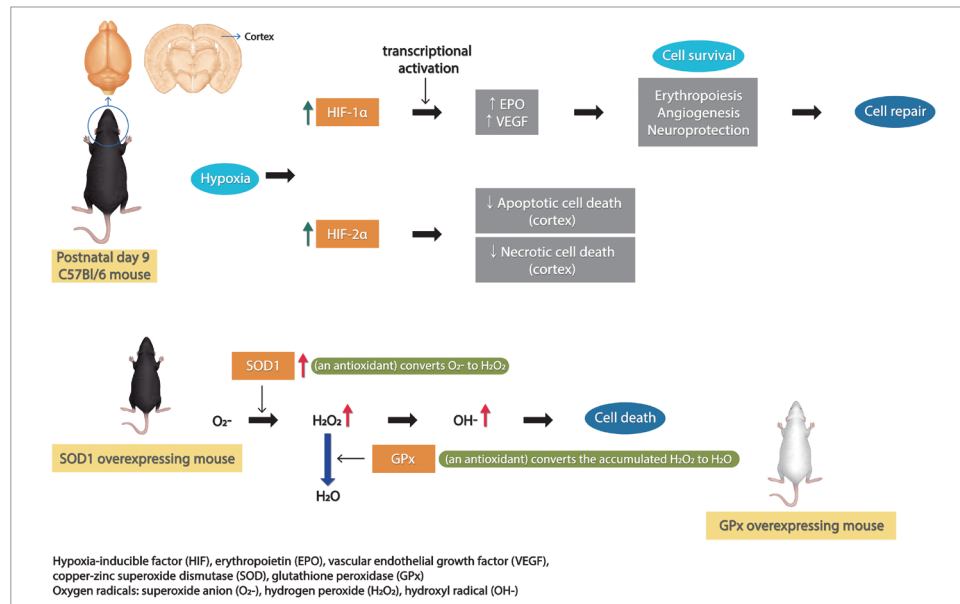 Cortex
transcriptional
activation
Cell survival
↑ HIF-1α
↑ EPO
↑ VEGF
Erythropoiesis
Angiogenesis
Neuroprotection
Cell repair
Hypoxia
↑ HIF-2α
↓ Apoptotic cell death
(cortex)
↓ Necrotic cell death
(cortex)
Postnatal day 9
C57Bl/6 mouse
SOD1
(an antioxidant) converts O₂- to H₂O₂
O₂-
H₂O₂
OH-
Cell death
SOD1 overexpressing mouse
GPx
(an antioxidant) converts the accumulated H₂O₂ to H₂O
H₂O
GPx overexpressing mouse
Hypoxia-inducible factor (HIF), erythropoietin (EPO), vascular endothelial growth factor (VEGF),
copper-zinc superoxide dismutase (SOD), glutathione peroxidase (GPx)
Oxygen radicals: superoxide anion (O₂-), hydrogen peroxide (H₂O₂), hydroxyl radical (OH-)